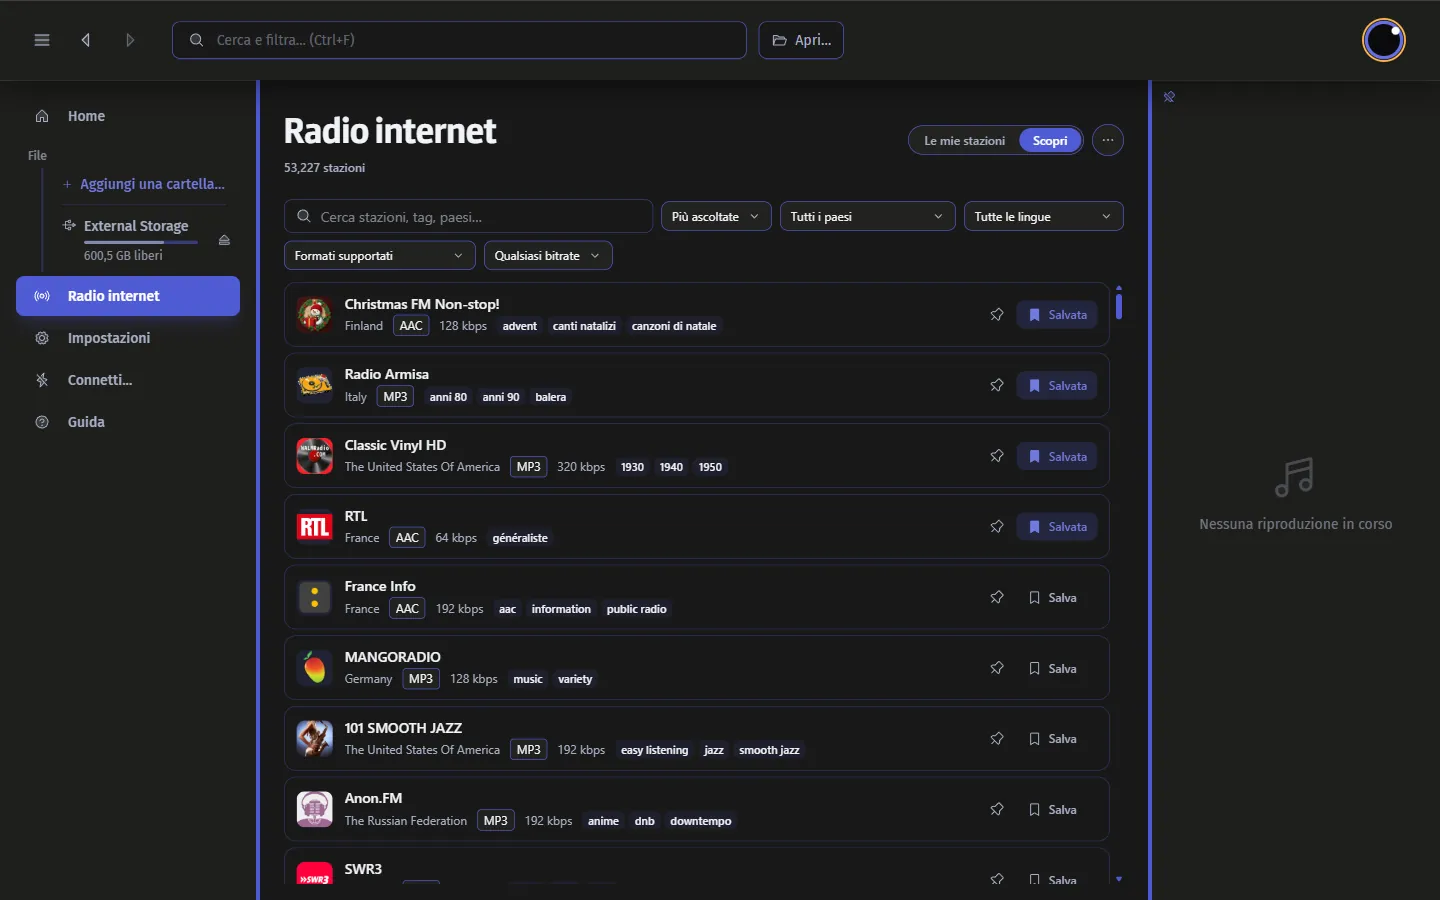 Cerca e filtra... (Ctrl+F)
Apri...
Home
File
Aggiungi una cartella...
External Storage
600,5 GB liberi
Radio internet
Impostazioni
Connetti...
Guida
Radio internet
53,227 stazioni
Le mie stazioni
Scopri
Cerca stazioni, tag, paesi...
Più ascoltate
Tutti i paesi
Tutte le lingue
Formati supportati
Qualsiasi bitrate
Christmas FM Non-stop!
Finland AAC 128 kbps advent canti natalizi canzoni di natale
Salvata
Radio Armisa
Italy MP3 anni 80 anni 90 balera
Salvata
Classic Vinyl HD
The United States Of America MP3 320 kbps 1930 1940 1950
Salvata
RTL
RTL
France AAC 64 kbps généraliste
Salvata
France Info
France AAC 192 kbps aac information public radio
Salva
MANGORADIO
Germany MP3 128 kbps music variety
Salva
101 SMOOTH JAZZ
The United States Of America MP3 192 kbps easy listening jazz smooth jazz
Salva
Anon.FM
The Russian Federation MP3 192 kbps anime dnb downtempo
Salva
SWR3
SWR3
Salva
Nessuna riproduzione in corso